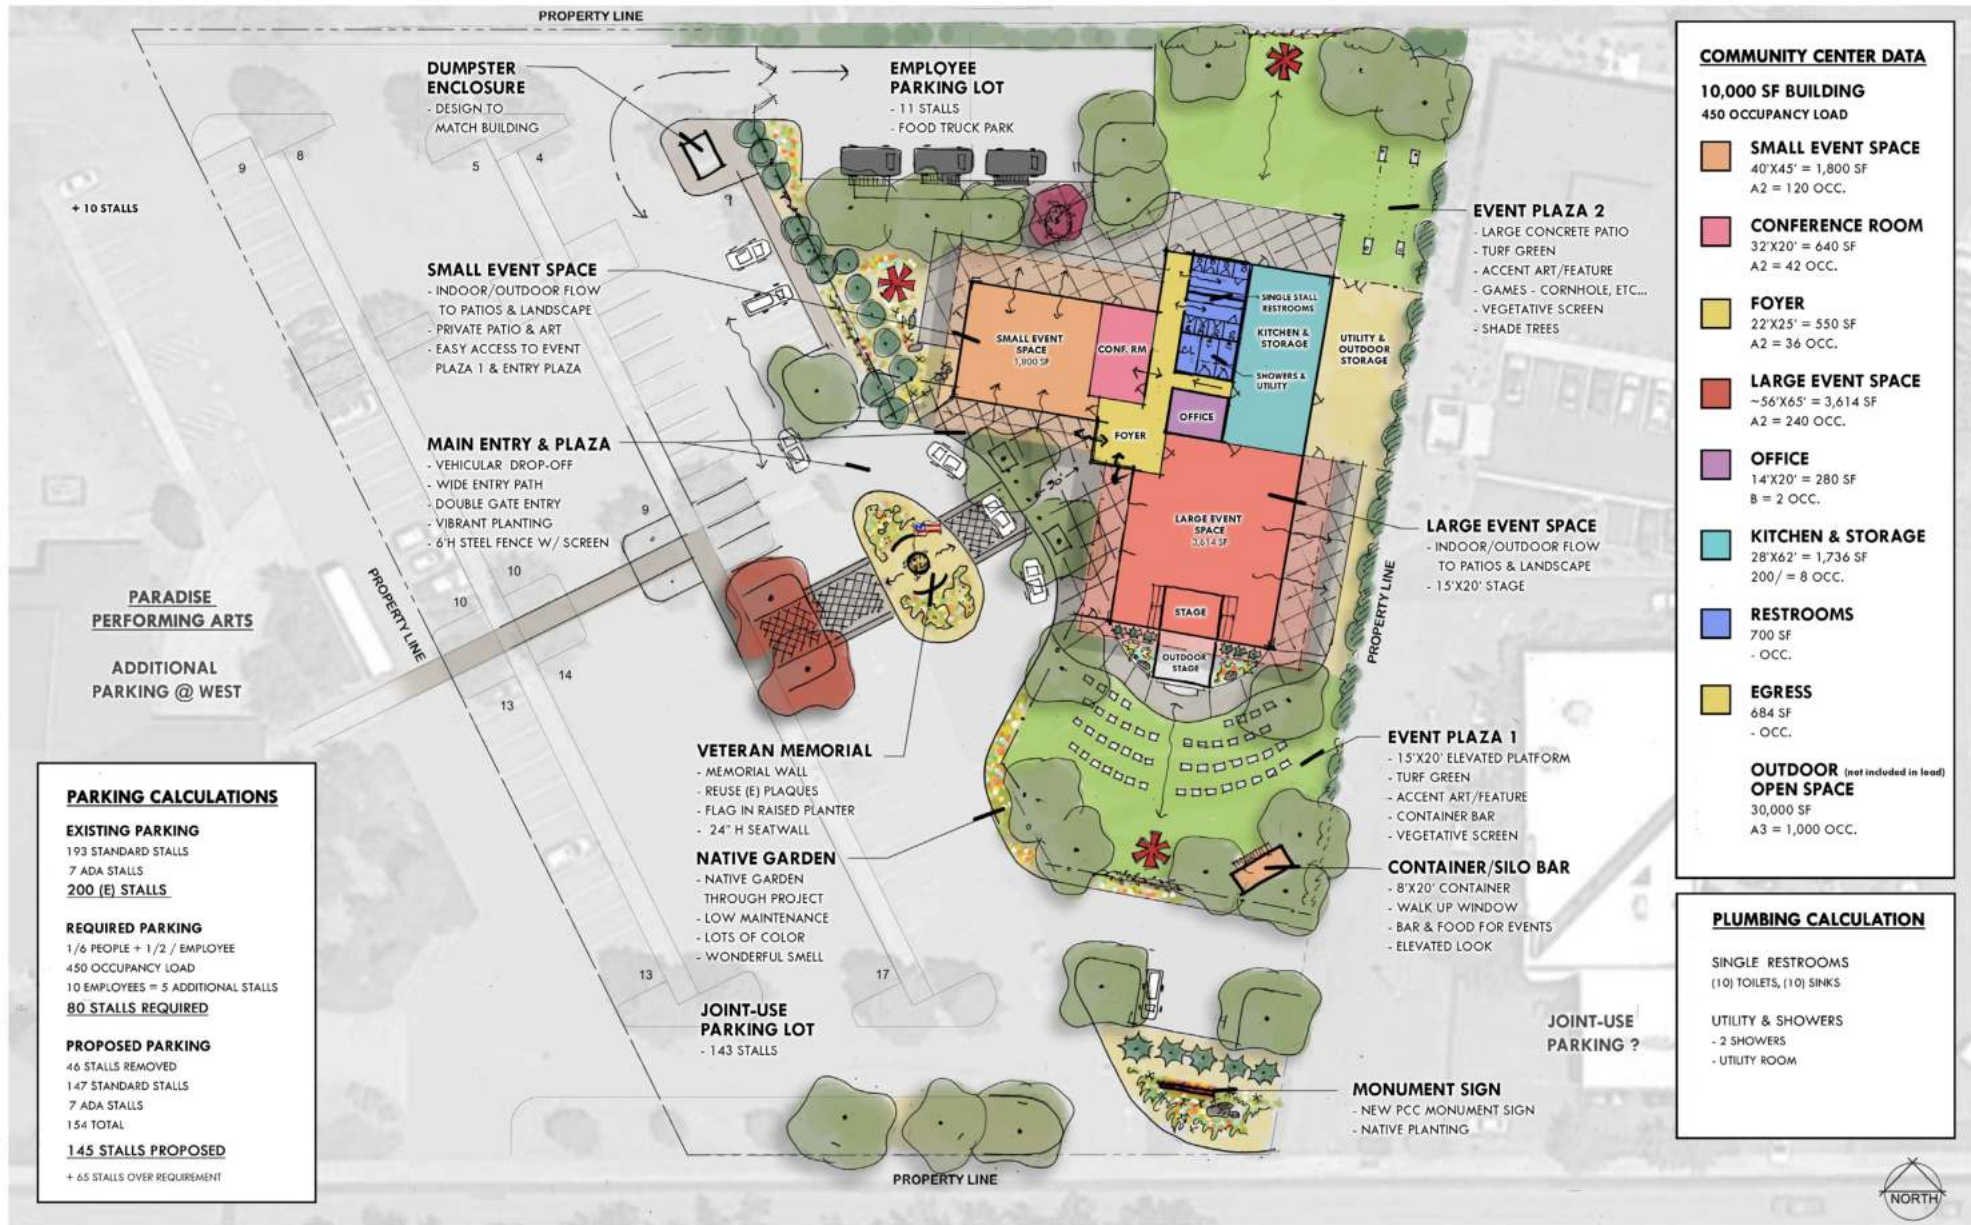 PROPERTY LINE
DUMPSTER
ENCLOSURE
- DESIGN TO
MATCH BUILDING
EMPLOYEE
PARKING LOT
- 11 STALLS
- FOOD TRUCK PARK
9
8
5
4
+ 10 STALLS
9
11
SMALL EVENT SPACE
- INDOOR/OUTDOOR FLOW
TO PATIOS & LANDSCAPE
- PRIVATE PATIO & ART
- EASY ACCESS TO EVENT
PLAZA 1 & ENTRY PLAZA
MAIN ENTRY & PLAZA
- VEHICULAR DROP-OFF
- WIDE ENTRY PATH
- DOUBLE GATE ENTRY
- VIBRANT PLANTING
- 6'H STEEL FENCE W/ SCREEN
9
10
10
14
13
13
17
PROPERTY LINE
PARADISE
PERFORMING ARTS
ADDITIONAL
PARKING @ WEST
SMALL EVENT
SPACE
1,800 SF
CONF. RM
FOYER
OFFICE
SINGLE STALL
RESTROOMS
KITCHEN &
STORAGE
SHOWERS &
UTILITY
UTILITY &
OUTDOOR
STORAGE
LARGE EVENT
SPACE
3,614 SF
STAGE
OUTDOOR
STAGE
EVENT PLAZA 2
- LARGE CONCRETE PATIO
- TURF GREEN
- ACCENT ART/FEATURE
- GAMES - CORNHOLE, ETC...
- VEGETATIVE SCREEN
- SHADE TREES
LARGE EVENT SPACE
- INDOOR/OUTDOOR FLOW
TO PATIOS & LANDSCAPE
- 15'X20' STAGE
PROPERTY LINE
EVENT PLAZA 1
- 15'X20' ELEVATED PLATFORM
- TURF GREEN
- ACCENT ART/FEATURE
- CONTAINER BAR
- VEGETATIVE SCREEN
CONTAINER/SILO BAR
- 8'X20' CONTAINER
- WALK UP WINDOW
- BAR & FOOD FOR EVENTS
- ELEVATED LOOK
VETERAN MEMORIAL
- MEMORIAL WALL
- REUSE (E) PLAQUES
- FLAG IN RAISED PLANTER
- 24" H SEATWALL
NATIVE GARDEN
- NATIVE GARDEN
THROUGH PROJECT
- LOW MAINTENANCE
- LOTS OF COLOR
- WONDERFUL SMELL
JOINT-USE
PARKING LOT
- 143 STALLS
JOINT-USE
PARKING ?
MONUMENT SIGN
- NEW PCC MONUMENT SIGN
- NATIVE PLANTING
PROPERTY LINE
PARKING CALCULATIONS
EXISTING PARKING
193 STANDARD STALLS
7 ADA STALLS
200 (E) STALLS
REQUIRED PARKING
1/6 PEOPLE + 1/2 / EMPLOYEE
450 OCCUPANCY LOAD
10 EMPLOYEES = 5 ADDITIONAL STALLS
80 STALLS REQUIRED
PROPOSED PARKING
46 STALLS REMOVED
147 STANDARD STALLS
7 ADA STALLS
154 TOTAL
145 STALLS PROPOSED
+ 65 STALLS OVER REQUIREMENT
COMMUNITY CENTER DATA
10,000 SF BUILDING
450 OCCUPANCY LOAD
SMALL EVENT SPACE
40'X45' = 1,800 SF
A2 = 120 OCC.
CONFERENCE ROOM
32'X20' = 640 SF
A2 = 42 OCC.
FOYER
22'X25' = 550 SF
A2 = 36 OCC.
LARGE EVENT SPACE
~56'X65' = 3,614 SF
A2 = 240 OCC.
OFFICE
14'X20' = 280 SF
B = 2 OCC.
KITCHEN & STORAGE
28'X62' = 1,736 SF
200/ = 8 OCC.
RESTROOMS
700 SF
- OCC.
EGRESS
684 SF
- OCC.
OUTDOOR (not included in load)
OPEN SPACE
30,000 SF
A3 = 1,000 OCC.
PLUMBING CALCULATION
SINGLE RESTROOMS
(10) TOILETS, (10) SINKS
UTILITY & SHOWERS
- 2 SHOWERS
- UTILITY ROOM
NORTH